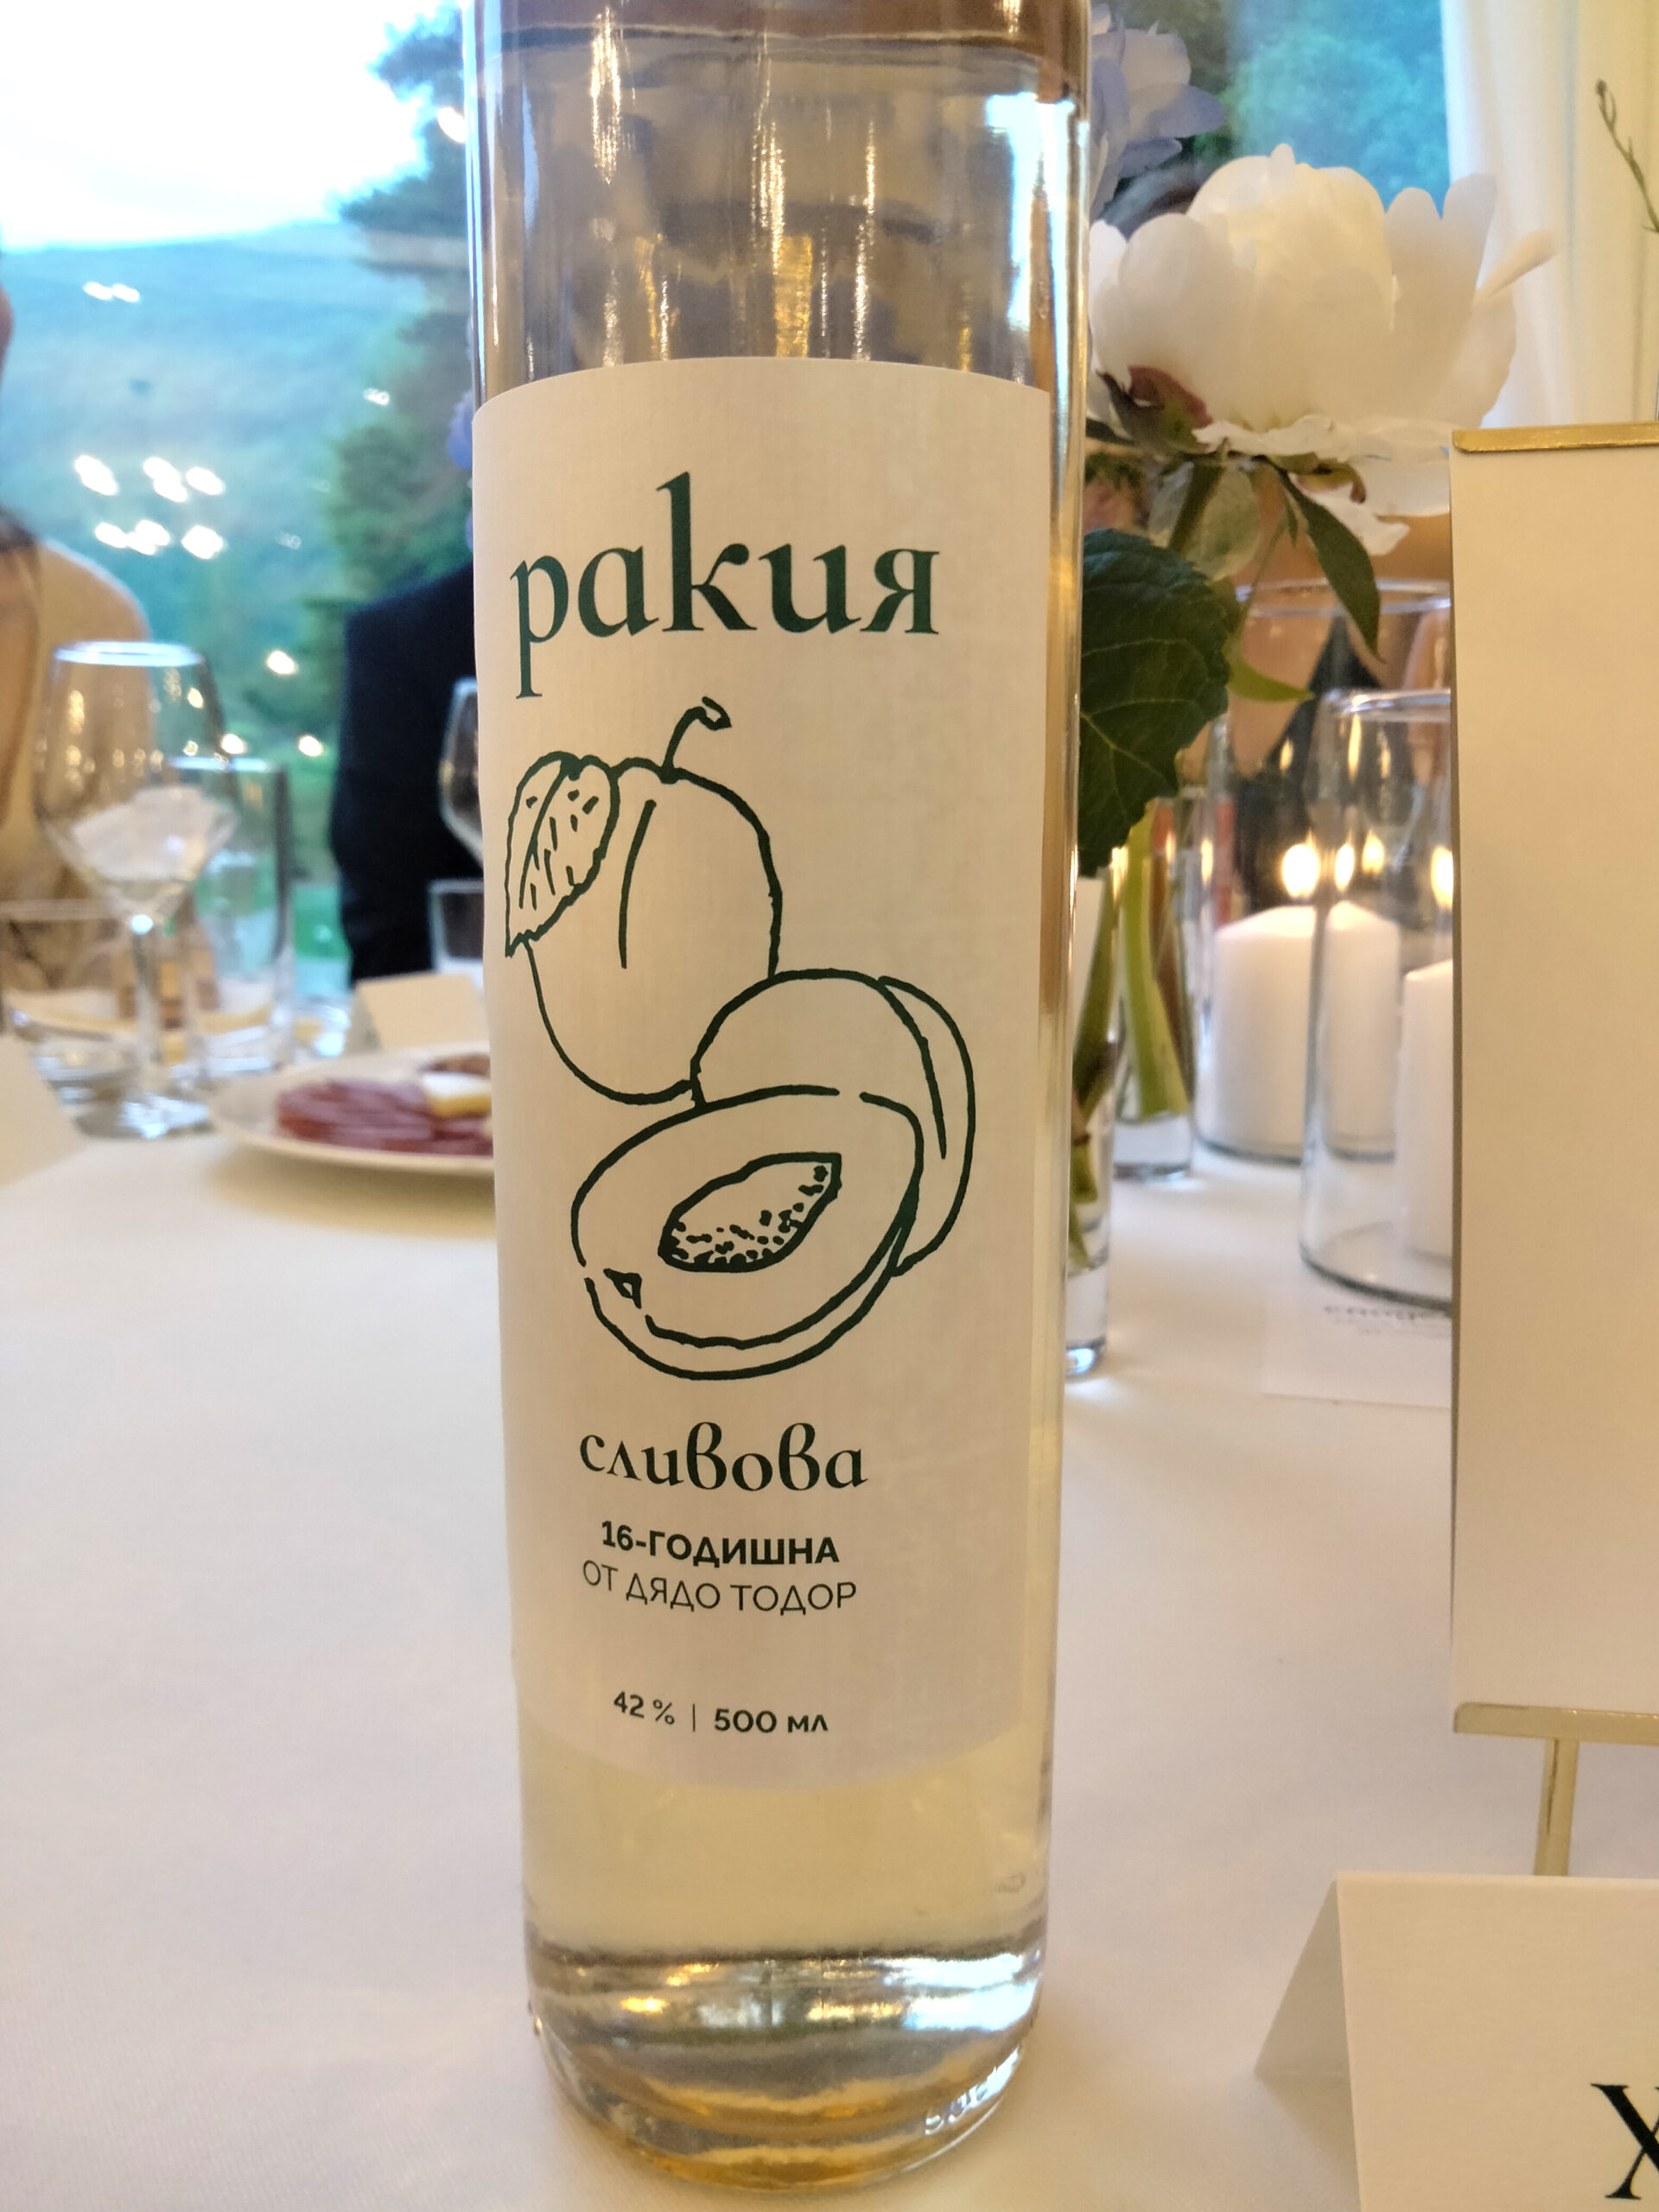 ракия
сливова
16-ГОДИШНА
ОТ ДЯДО ТОДОР
42 % | 500 мл